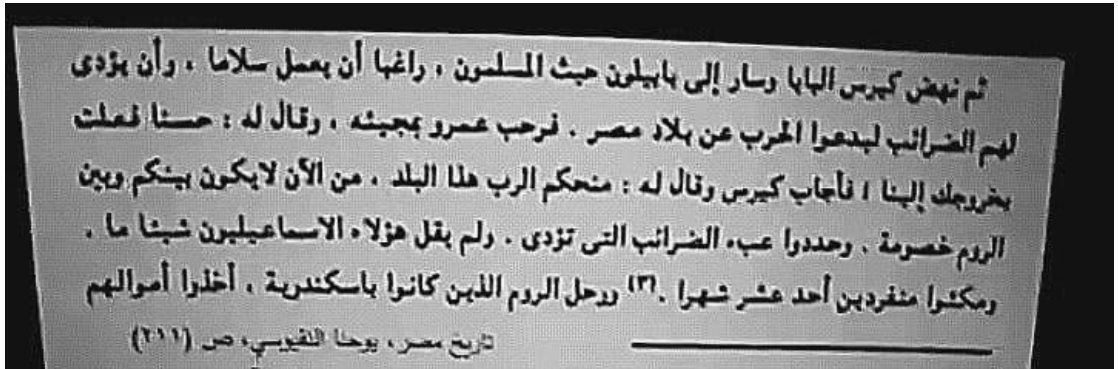 ثم نهض كيرس البابا وسار إلى بابيلون حيث المسلمون ، راغبا أن يعمل سلاما ، وأن يؤدى
لهم الضرائب ليدعوا الحرب عن بلاد مصر . فرحب عمرو بمجيئه ، وقال له : حسنا فعلت
بخروجك إلينا ! فأجاب كيرس وقال له : منحكم الرب هذا البلد ، من الآن لايكون بينكم وبين
الروم خصومة . وحددوا عبء الضرائب التى تؤدى . ولم يقل هؤلاء الاسماعيليون شيئا ما .
ومكثوا منفردين أحد عشر شهرا .(٣) ورحل الروم الذين كانوا باسكندرية ، أخذوا أموالهم
تاريخ مصر، يوحنا النقيوسي، ص (٢١١)